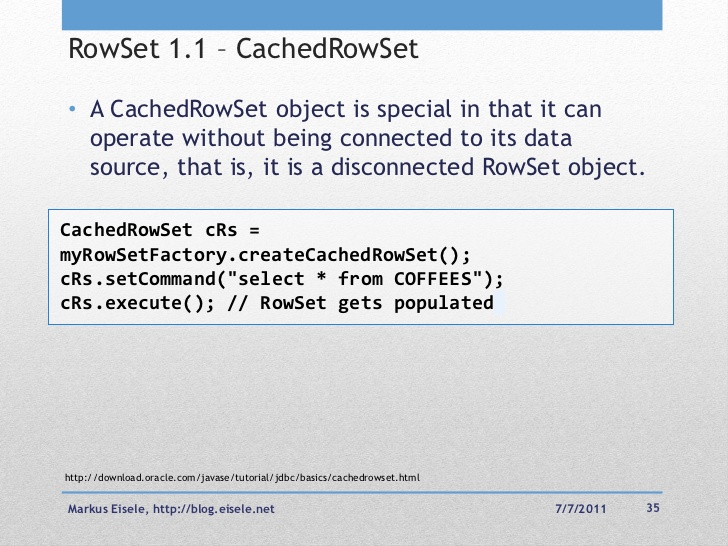 RowSet 1.1 – CachedRowSet
• A CachedRowSet object is special in that it can
operate without being connected to its data
source, that is, it is a disconnected RowSet object.
CachedRowSet cRs =
myRowSetFactory.createCachedRowSet();
cRs.setCommand("select * from COFFEES");
cRs.execute(); // RowSet gets populated
http://download.oracle.com/javase/tutorial/jdbc/basics/cachedrowset.html
Markus Eisele, http://blog.eisele.net 7/7/2011 35